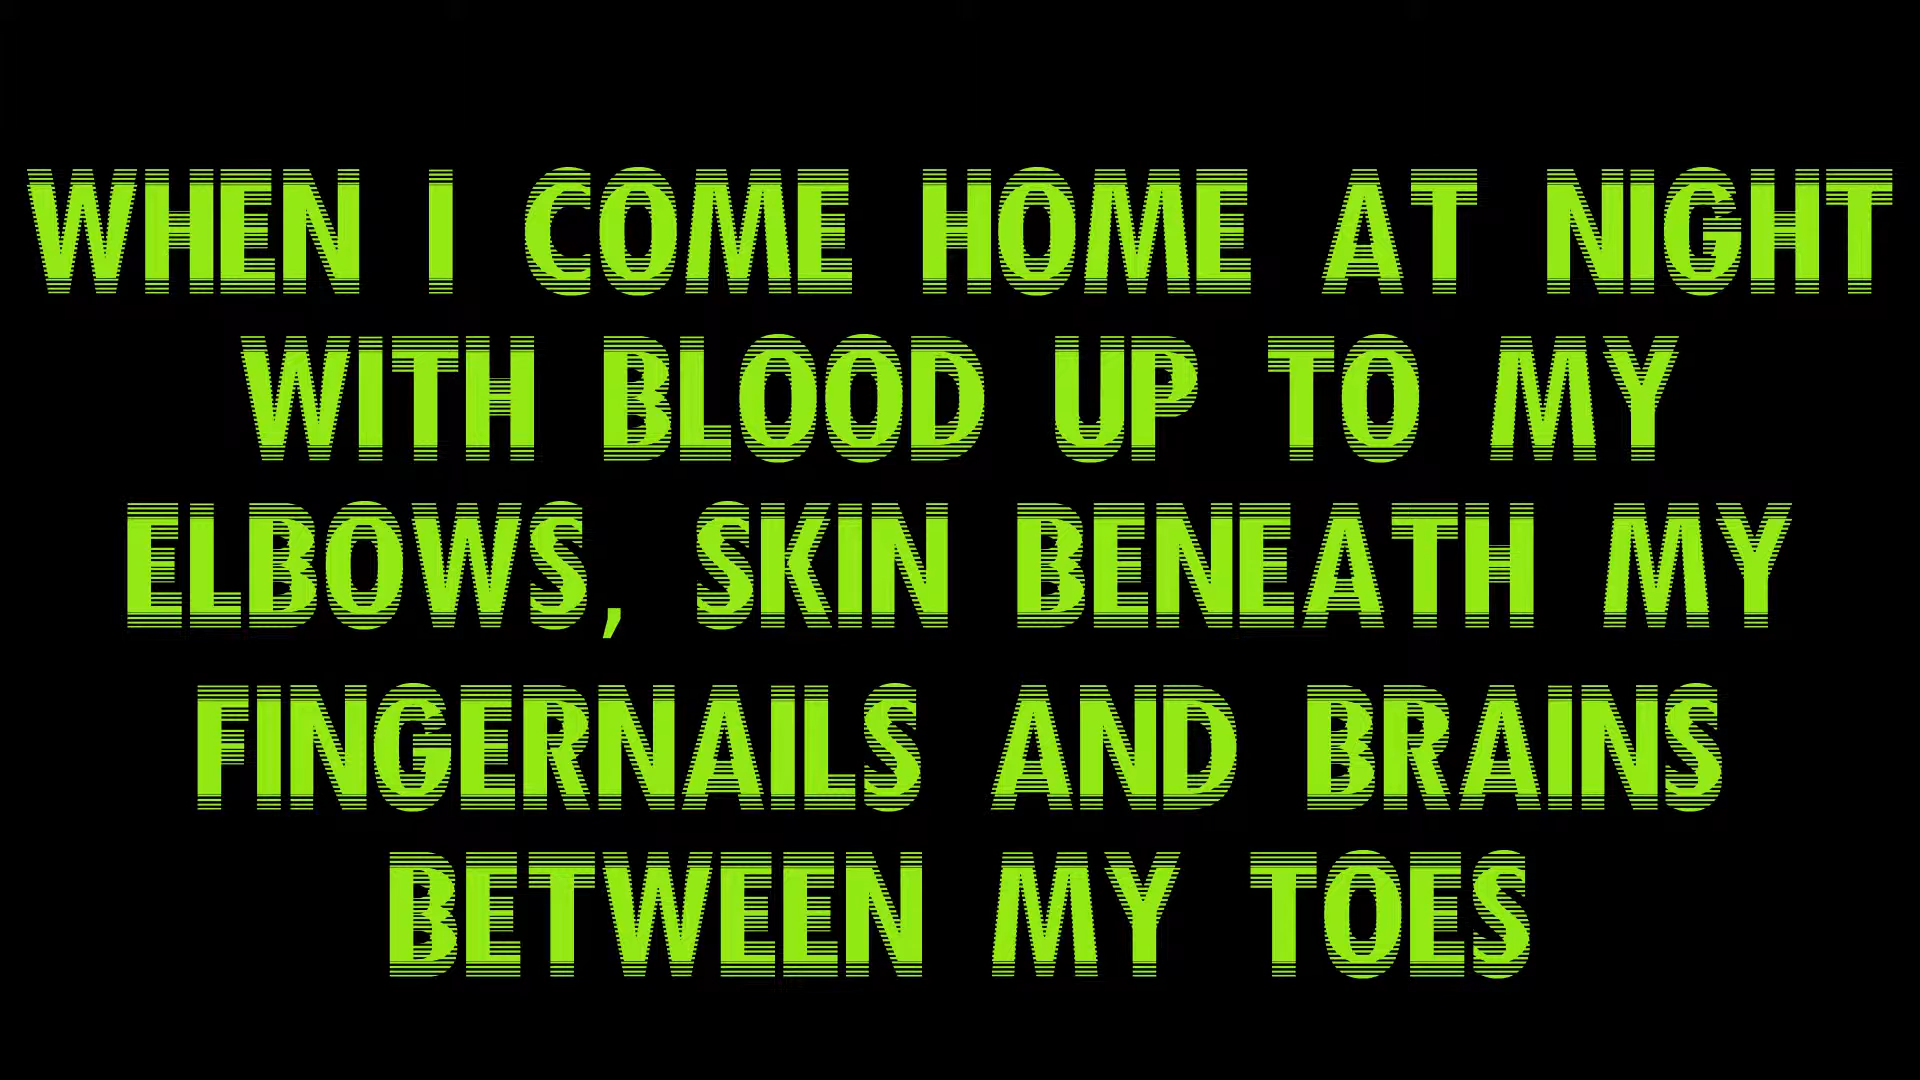 WHEN I COME HOME AT NIGHT
WITH BLOOD UP TO MY
ELBOWS, SKIN BENEATH MY
FINGERNAILS AND BRAINS
BETWEEN MY TOES